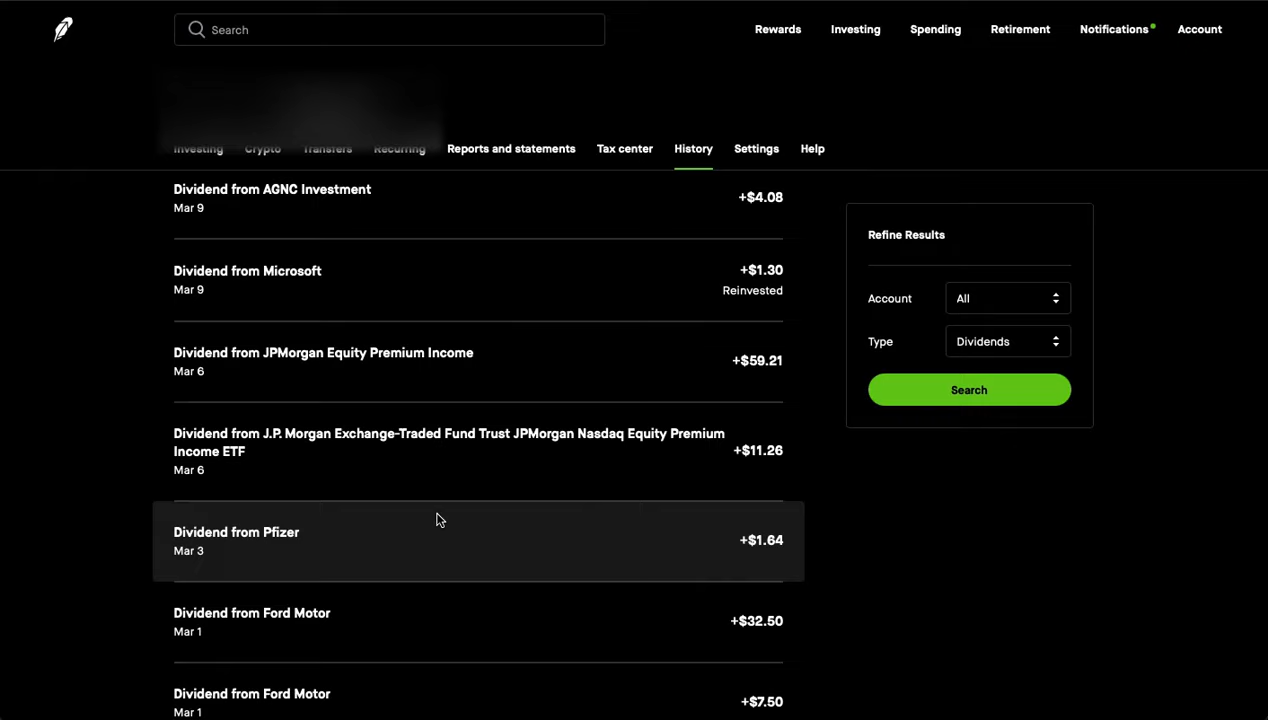 Search
Rewards
Investing
Spending
Retirement
Notifications
Account
Investing
Crypto
Transfers
Recurring
Reports and statements
Tax center
History
Settings
Help
Dividend from AGNC Investment
Mar 9
+$4.08
Dividend from Microsoft
Mar 9
+$1.30
Reinvested
Dividend from JPMorgan Equity Premium Income
Mar 6
+$59.21
Dividend from J.P. Morgan Exchange-Traded Fund Trust JPMorgan Nasdaq Equity Premium
Income ETF
Mar 6
+$11.26
Dividend from Pfizer
Mar 3
+$1.64
Dividend from Ford Motor
Mar 1
+$32.50
Dividend from Ford Motor
Mar 1
+$7.50
Refine Results
Account
All
Type
Dividends
Search